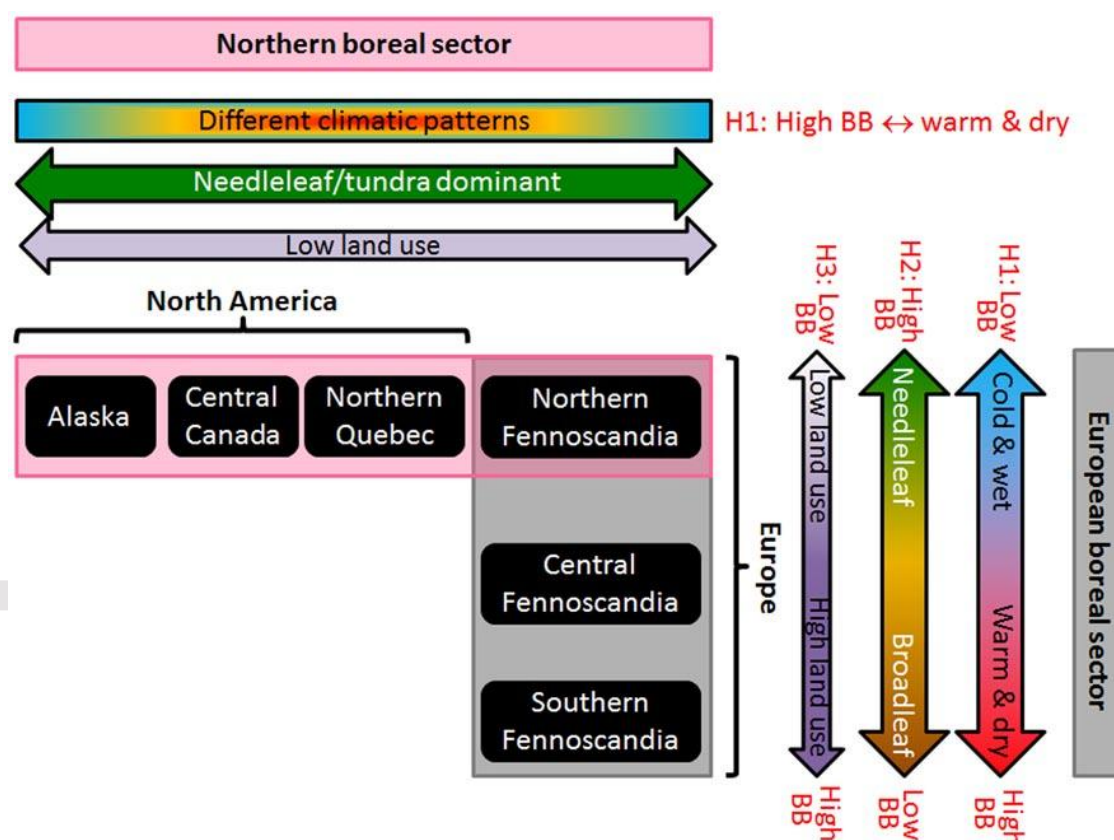 Northern boreal sector
Different climatic patterns
H1: High BB ↔ warm & dry
Needleleaf/tundra dominant
Low land use
North America
Alaska
Central
Canada
Northern
Quebec
Northern
Fennoscandia
Central
Fennoscandia
Southern
Fennoscandia
Europe
H3: Low
BB
Low land use
High land use
High
BB
H2: High
BB
Needleleaf
Broadleaf
Low
BB
H1: Low
BB
Cold & wet
Warm & dry
High
BB
European boreal sector